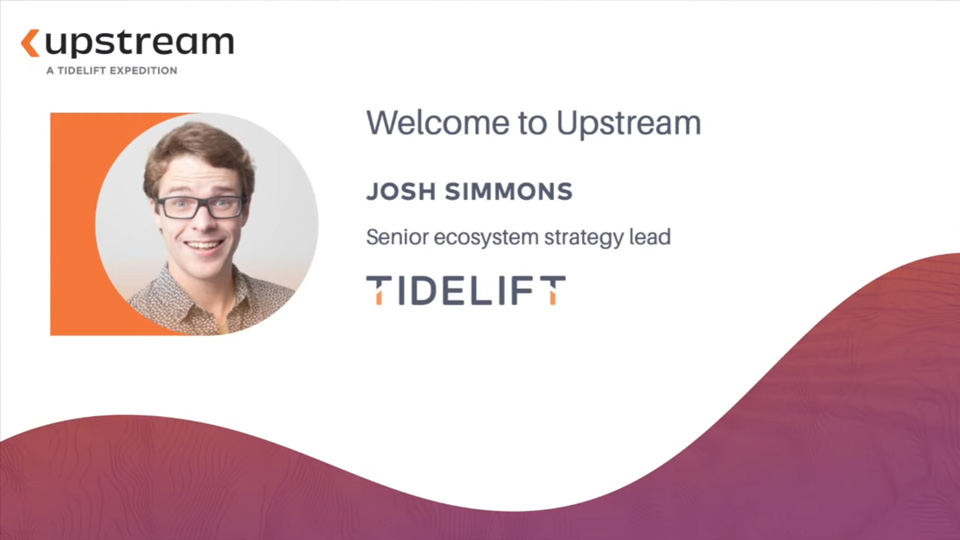 upstream
A TIDELIFT EXPEDITION
Welcome to Upstream
JOSH SIMMONS
Senior ecosystem strategy lead
TIDELIFT